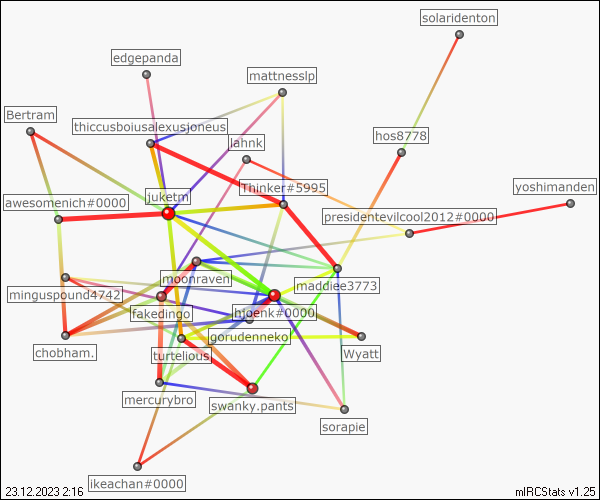 solaridenton
edgepanda
mattnesslp
Bertram
thiccusboiusalexusjoneus
hos8778
lahnk
yoshimanden
Thinker#5995
juketm
awesomenich#0000
presidentevilcool2012#0000
moonraven
maddiee3773
minguspound4742
fakedingo
hjoenk#0000
gorudenneko
chobham.
turtelious
Wyatt
mercurybro
swanky.pants
sorapie
ikeachan#0000
23.12.2023 2:16
mIRCStats v1.25